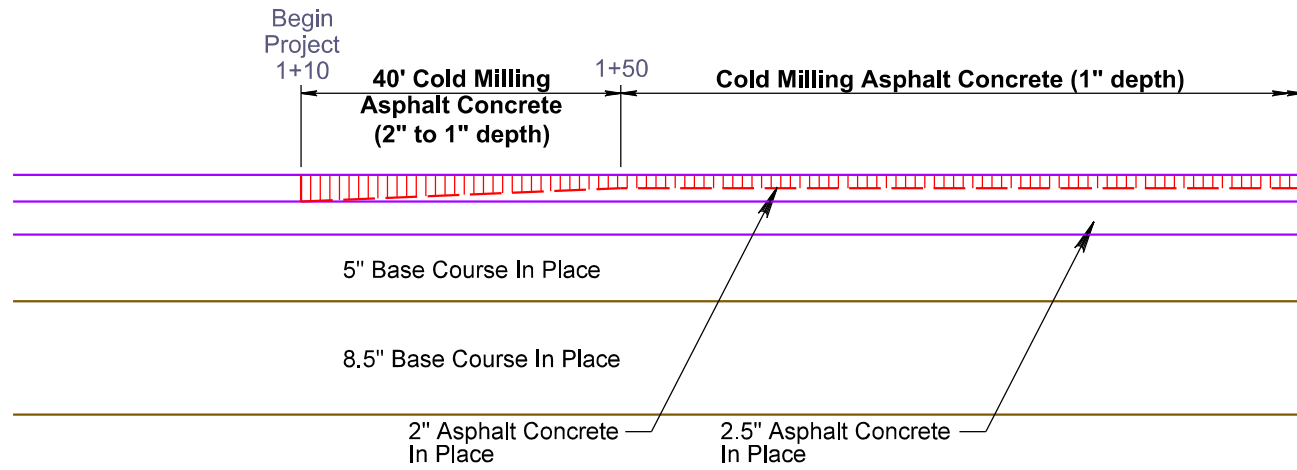 Begin
Project
1+10
40' Cold Milling
Asphalt Concrete
(2" to 1" depth)
1+50
Cold Milling Asphalt Concrete (1" depth)
5" Base Course In Place
8.5" Base Course In Place
2" Asphalt Concrete
In Place
2.5" Asphalt Concrete
In Place